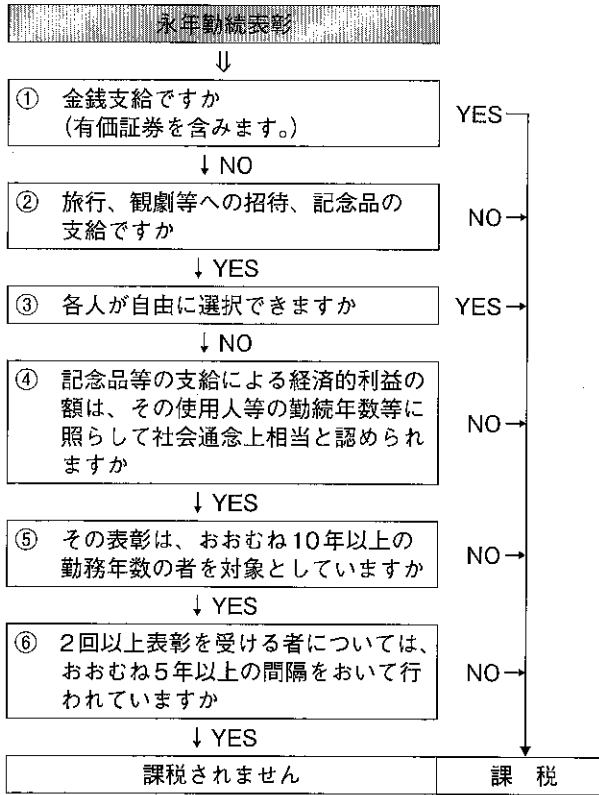 永年勤続表彰
⇓
① 金銭支給ですか
(有価証券を含みます。)
YES
↓ NO
② 旅行、観劇等への招待、記念品の
支給ですか
NO→
↓ YES
③ 各人が自由に選択できますか
YES→
↓ NO
④ 記念品等の支給による経済的利益の
額は、その使用人等の勤続年数等に
照らして社会通念上相当と認められ
ますか
NO→
↓ YES
⑤ その表彰は、おおむね10年以上の
勤務年数の者を対象としていますか
NO→
↓ YES
⑥ 2回以上表彰を受ける者については、
おおむね5年以上の間隔をおいて行
われていますか
NO→
↓ YES
課税されません
課 税